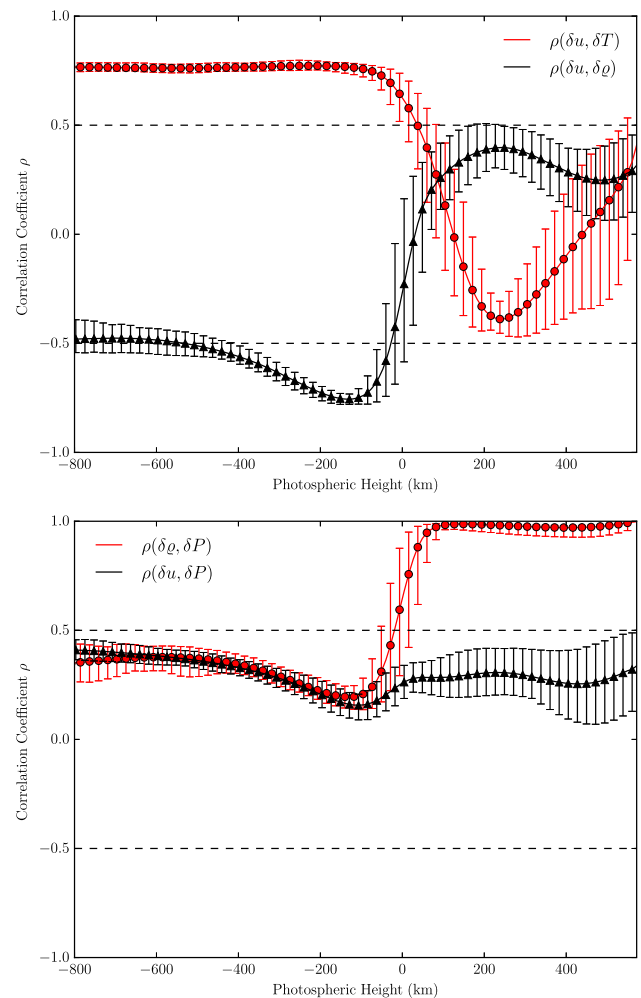 1.0
ρ(δu, δT)
ρ(δu, δϱ)
0.5
0.0
−0.5
−1.0
Correlation Coefficient ρ
−800 −600 −400 −200 0 200 400
Photospheric Height (km)
1.0
ρ(δϱ, δP)
ρ(δu, δP)
0.5
0.0
−0.5
−1.0
Correlation Coefficient ρ
−800 −600 −400 −200 0 200 400
Photospheric Height (km)